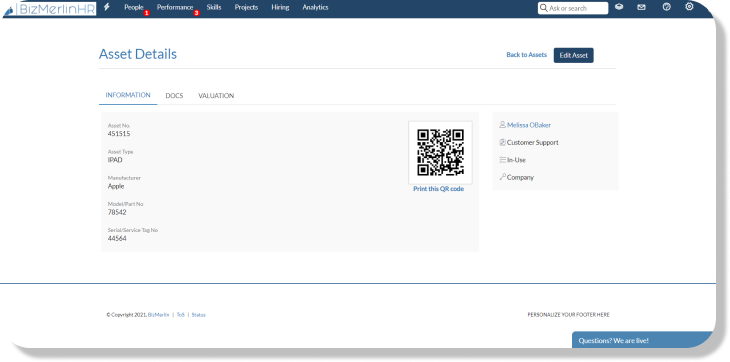 BizMerlinHR People 1 Performance 3 Skills Projects Hiring Analytics Ask or search
Asset Details Back to Assets Edit Asset
INFORMATION DOCS VALUATION
Asset No.
451515
Asset Type
IPAD
Manufacturer
Apple
Model/Part No
78542
Serial/Service Tag No
44564
Print this QR code
Melissa OBaker
Customer Support
In-Use
Company
© Copyright 2021, BizMerlin | ToS | Status PERSONALIZE YOUR FOOTER HERE
Questions? We are live!